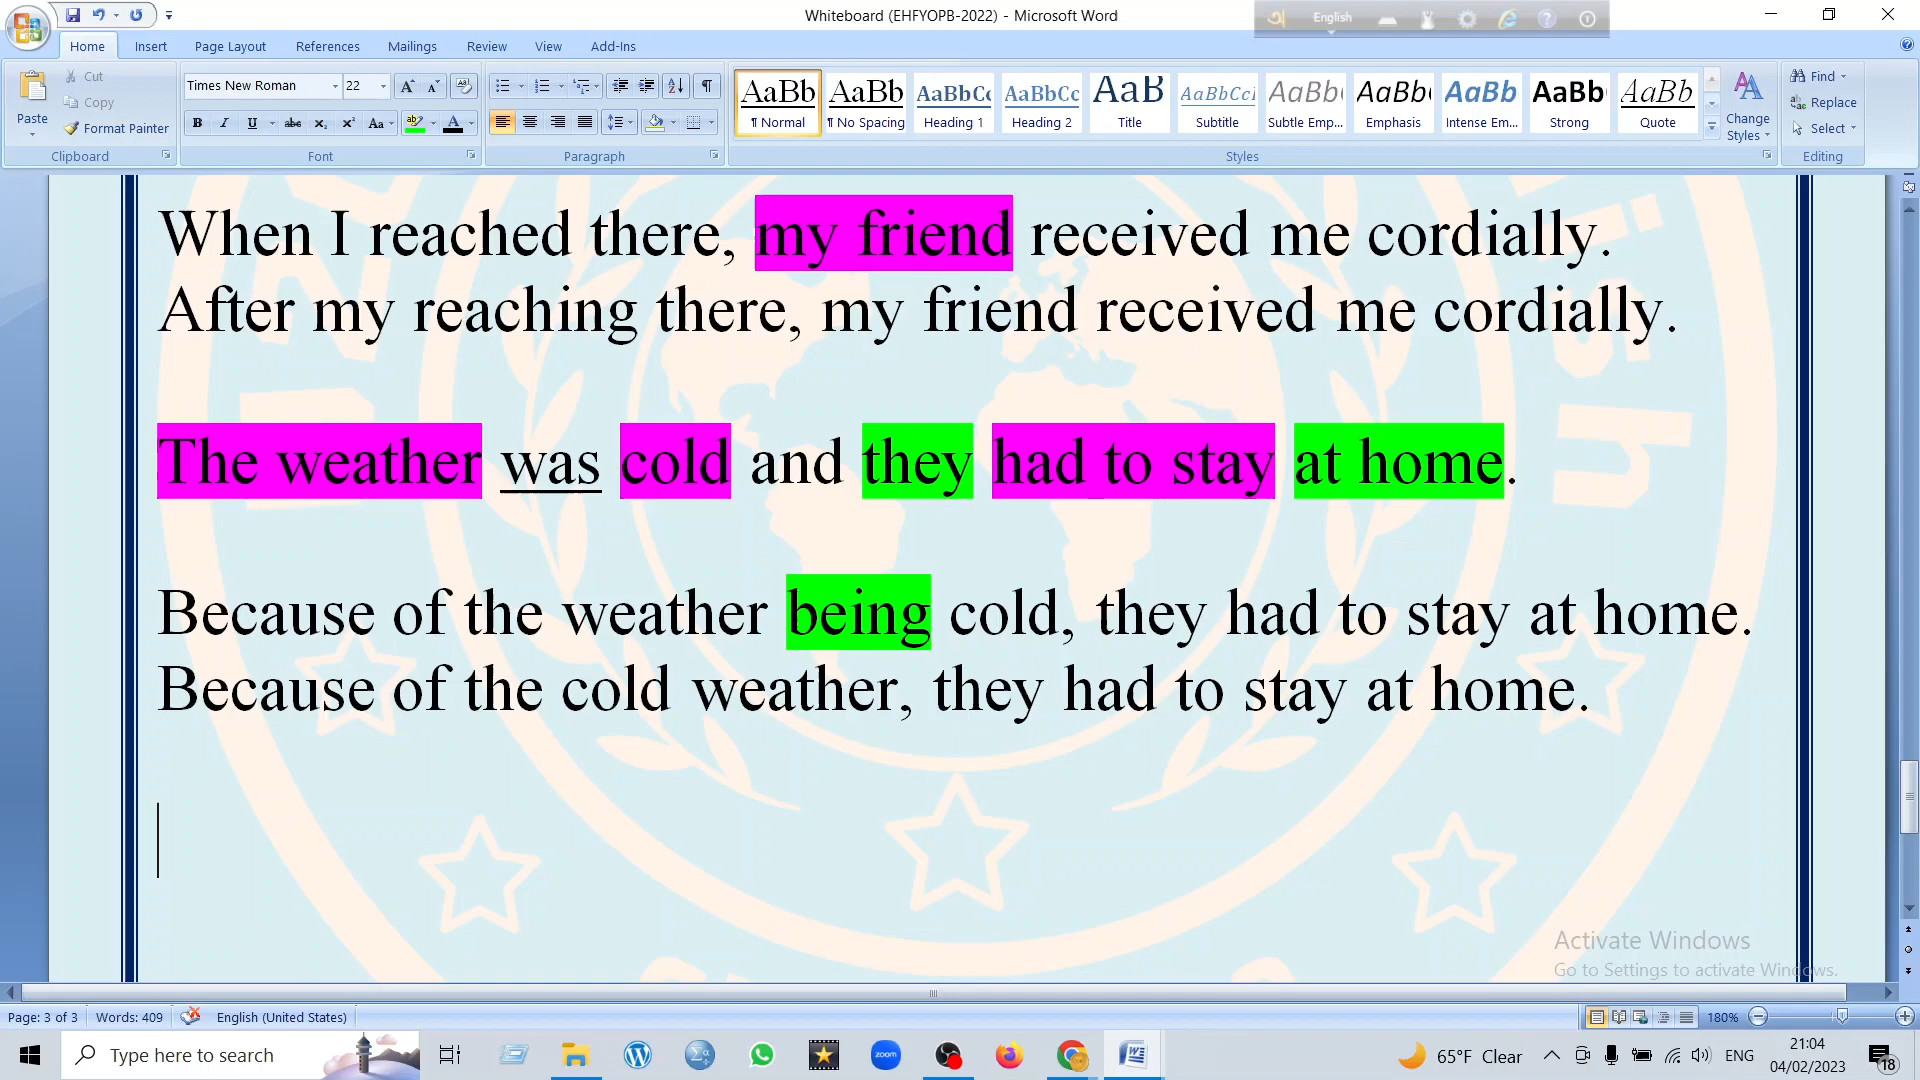 Whiteboard (EHFYOPB-2022) - Microsoft Word
English
Home Insert Page Layout References Mailings Review View Add-Ins
Paste
Cut
Copy
Format Painter
Clipboard
Times New Roman 22
Font
Paragraph
AaBb AaBb AaBbCc AaBbCc AaB AaBbCcI AaBb AaBb AaBb AaBb AaBb
¶ Normal ¶ No Spacing Heading 1 Heading 2 Title Subtitle Subtle Emp... Emphasis Intense Em... Strong Quote
Change Styles
Styles
Find
Replace
Select
Editing
When I reached there, my friend received me cordially.
After my reaching there, my friend received me cordially.
The weather was cold and they had to stay at home.
Because of the weather being cold, they had to stay at home.
Because of the cold weather, they had to stay at home.
Activate Windows
Go to Settings to activate Windows.
Page: 3 of 3 Words: 409 English (United States) 180%
Type here to search
zoom
65°F Clear ENG 21:04
04/02/2023
18